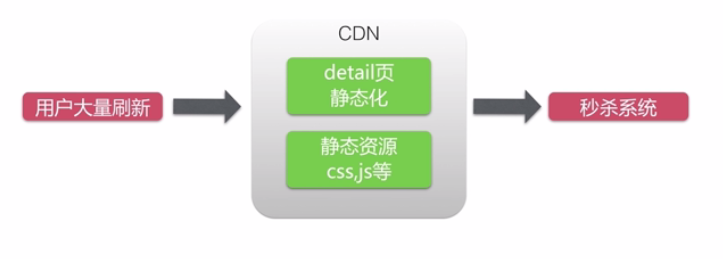 CDN
detail页
静态化
用户大量刷新
秒杀系统
静态资源
css,js等